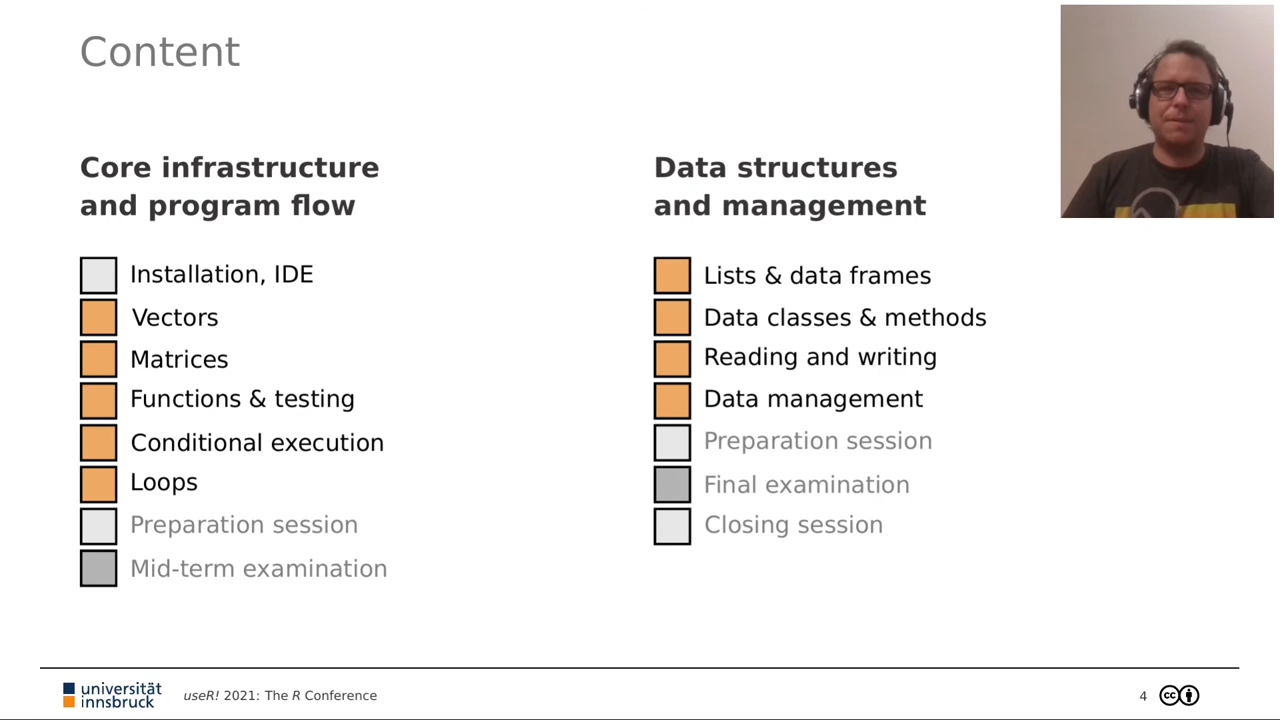 Content
Core infrastructure
and program flow
Installation, IDE
Vectors
Matrices
Functions & testing
Conditional execution
Loops
Preparation session
Mid-term examination
Data structures
and management
Lists & data frames
Data classes & methods
Reading and writing
Data management
Preparation session
Final examination
Closing session
universität
innsbruck
useR! 2021: The R Conference
4
cc